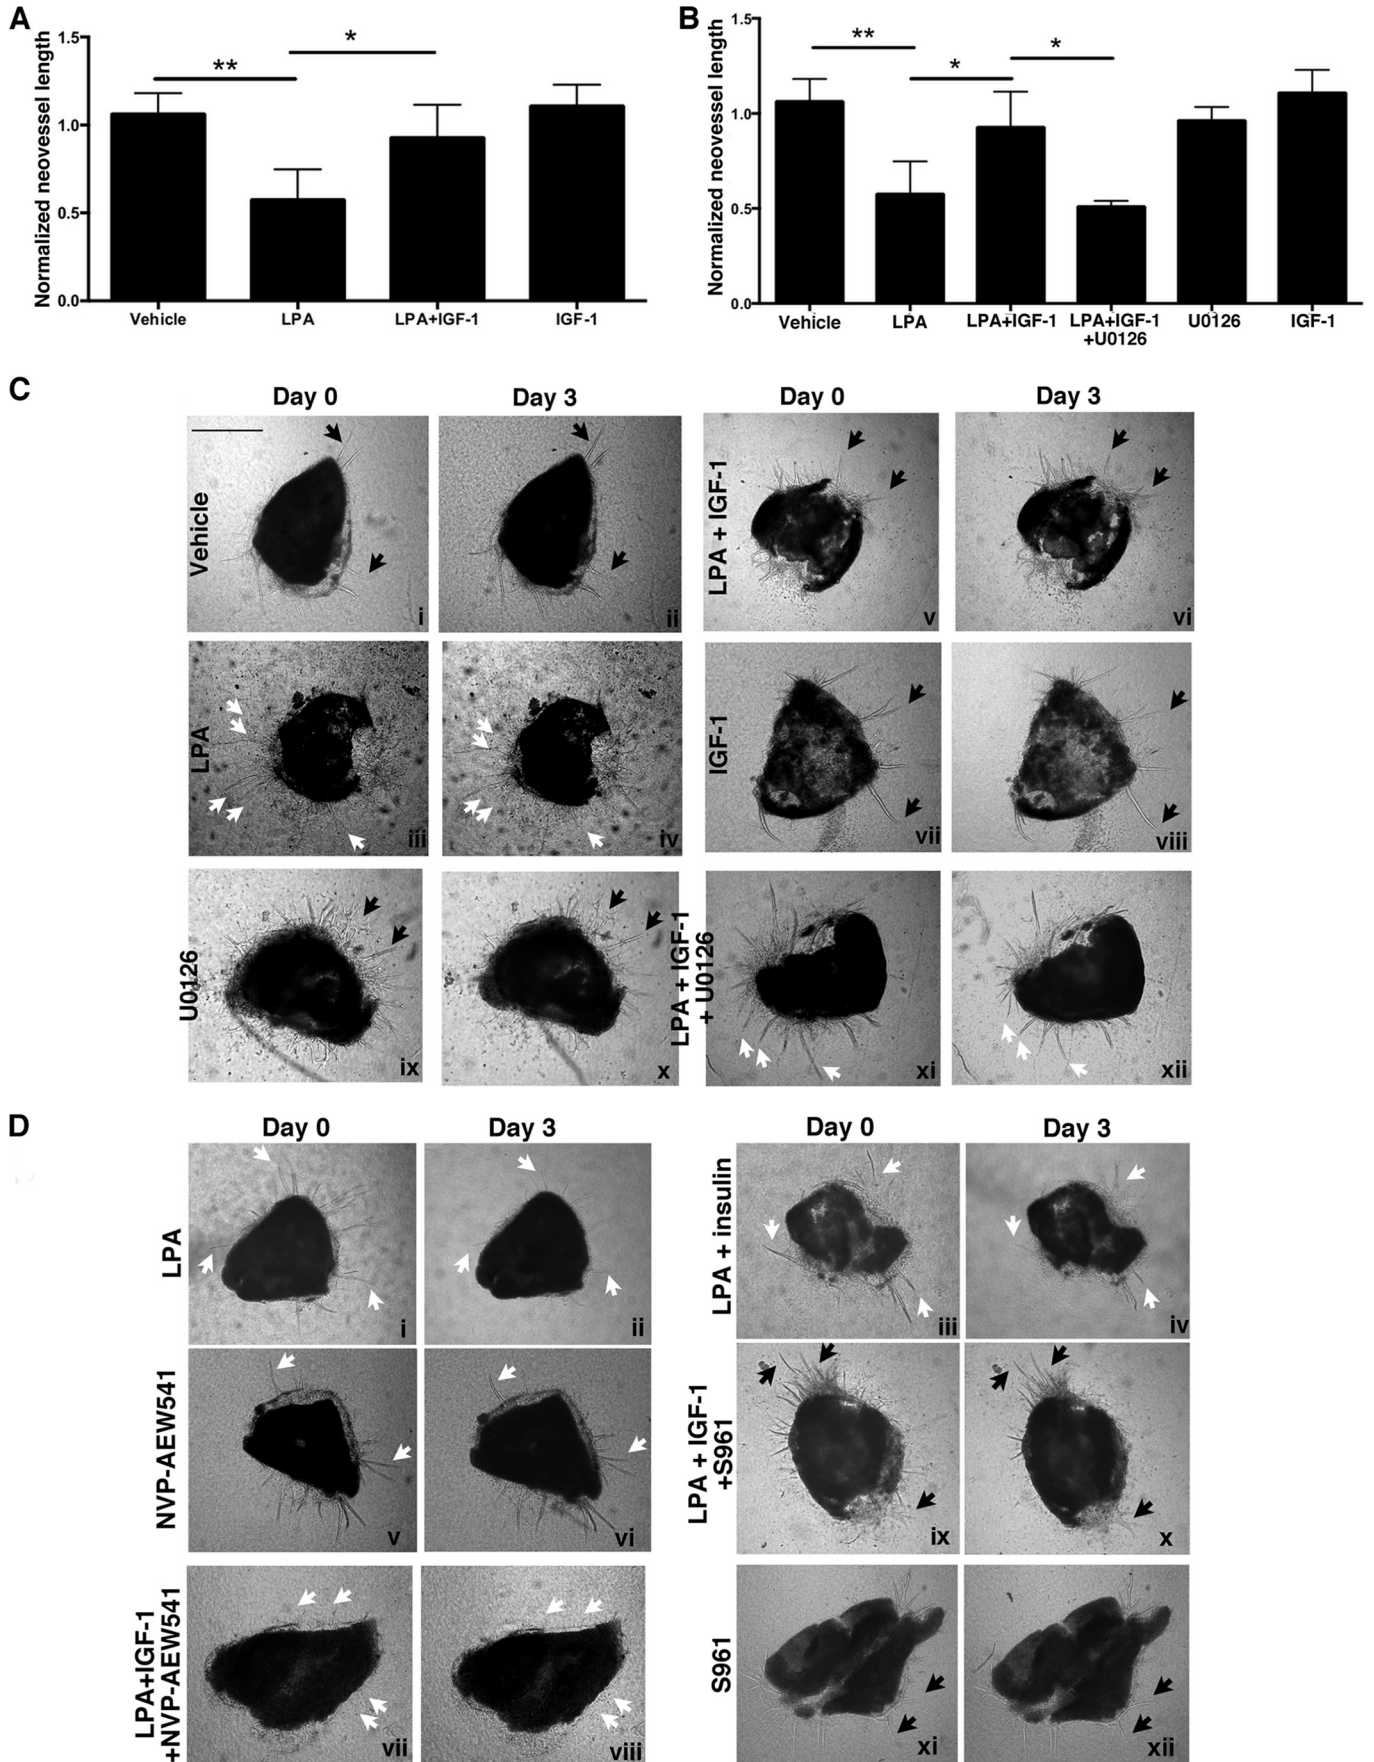 A
Normalized neovessel length
1.5
1.0
0.5
0.0
**
*
Vehicle
LPA
LPA+IGF-1
IGF-1
B
Normalized neovessel length
1.5
1.0
0.5
0.0
**
*
*
Vehicle
LPA
LPA+IGF-1
LPA+IGF-1
+U0126
U0126
IGF-1
C
Day 0
Day 3
Day 0
Day 3
Vehicle
i
ii
LPA + IGF-1
v
vi
LPA
iii
iv
IGF-1
vii
viii
U0126
ix
x
LPA + IGF-1
+ U0126
xi
xii
D
Day 0
Day 3
Day 0
Day 3
LPA
i
ii
LPA + insulin
iii
iv
NVP-AEW541
v
vi
LPA + IGF-1
+S961
ix
x
LPA+IGF-1
+NVP-AEW541
vii
viii
S961
xi
xii